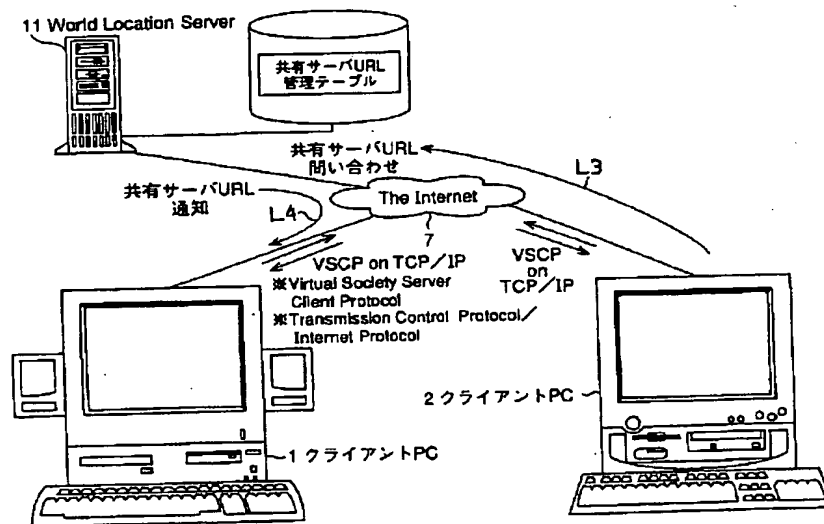 11 World Location Server
共有サーバURL
管理テーブル
共有サーバURL
問い合わせ
L3
共有サーバURL
通知
L4
The Internet
7
VSCP on TCP/IP
※Virtual Society Server
Client Protocol
※Transmission Control Protocol/
Internet Protocol
VSCP
on
TCP/IP
2 クライアントPC
1 クライアントPC